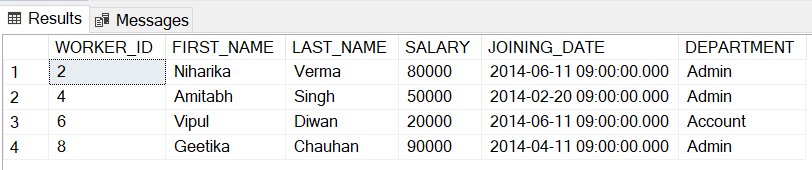 Results Messages
WORKER_ID FIRST_NAME LAST_NAME SALARY JOINING_DATE DEPARTMENT
1 2 Niharika Verma 80000 2014-06-11 09:00:00.000 Admin
2 4 Amitabh Singh 50000 2014-02-20 09:00:00.000 Admin
3 6 Vipul Diwan 20000 2014-06-11 09:00:00.000 Account
4 8 Geetika Chauhan 90000 2014-04-11 09:00:00.000 Admin